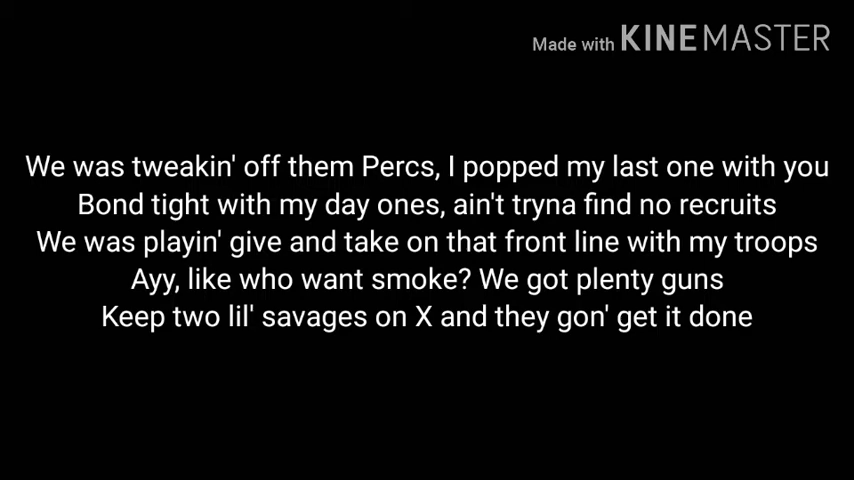 Made with KINEMASTER
We was tweakin' off them Percs, I popped my last one with you
Bond tight with my day ones, ain't tryna find no recruits
We was playin' give and take on that front line with my troops
Ayy, like who want smoke? We got plenty guns
Keep two lil' savages on X and they gon' get it done